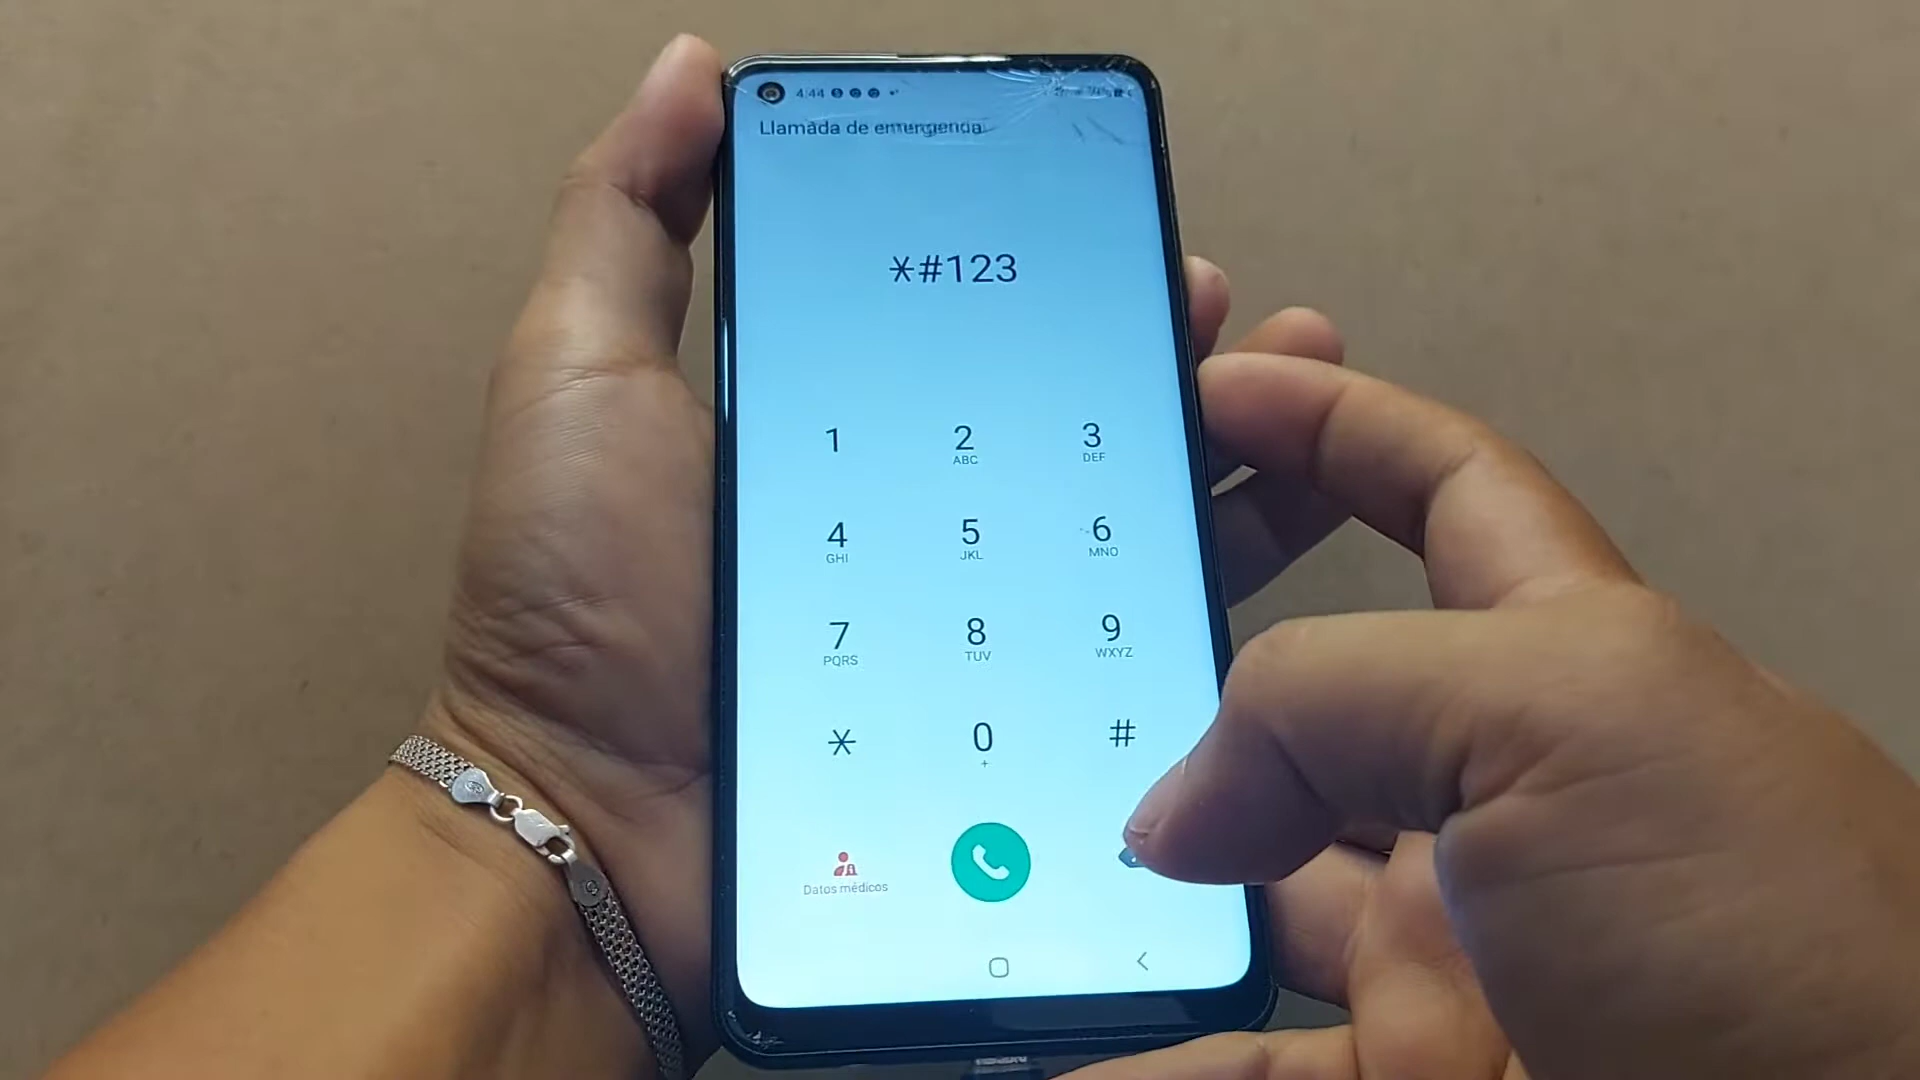 4:44
Llamada de emergencia
*#123
1 2 3
ABC DEF
4 5 6
GHI JKL MNO
7 8 9
PQRS TUV WXYZ
* 0 #
+
Datos médicos